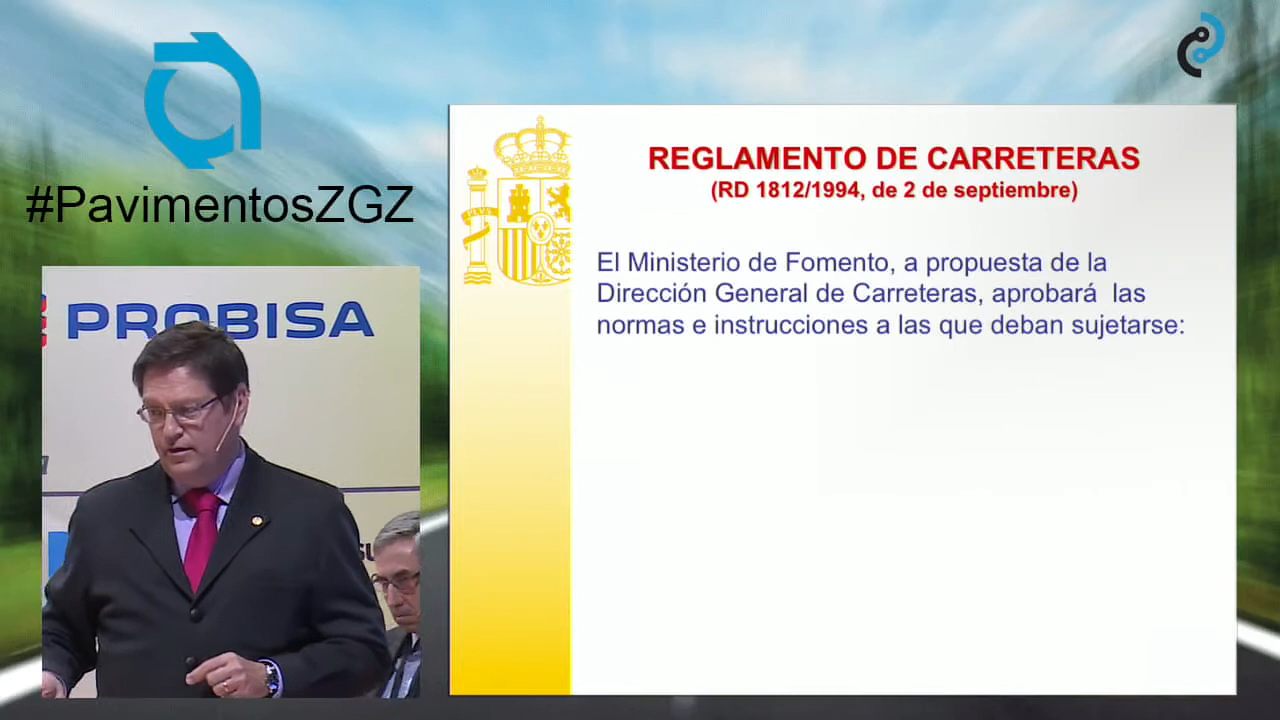 #PavimentosZGZ
PROBISA
REGLAMENTO DE CARRETERAS
(RD 1812/1994, de 2 de septiembre)
El Ministerio de Fomento, a propuesta de la
Dirección General de Carreteras, aprobará las
normas e instrucciones a las que deban sujetarse: